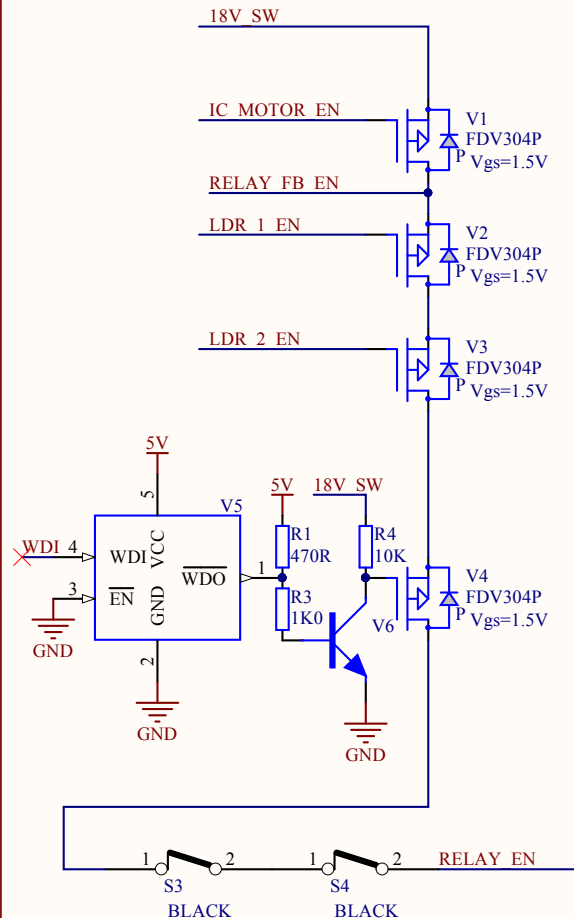 18V_SW
IC_MOTOR_EN
V1
FDV304P
P Vgs=1.5V
RELAY_FB_EN
LDR_1_EN
V2
FDV304P
P Vgs=1.5V
LDR_2_EN
V3
FDV304P
P Vgs=1.5V
5V
5
V5
5V
18V_SW
WDI 4
WDI
VCC
WDO
1
R1
470R
R4
10K
3
EN
GND
R3
1K0
V6
V4
FDV304P
P Vgs=1.5V
GND
2
GND
GND
1
2
1
2
RELAY_EN
S3
S4
BLACK
BLACK